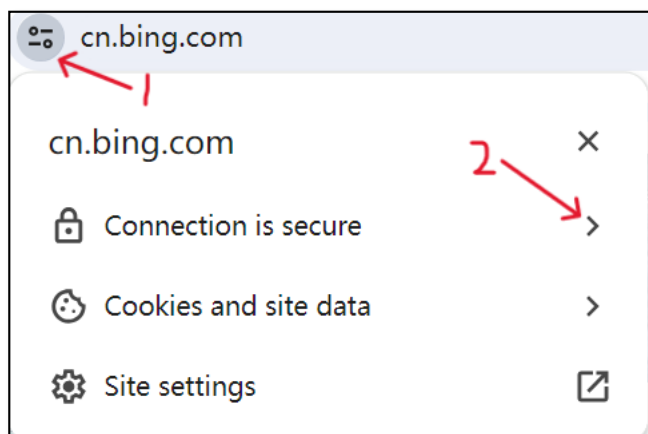 cn.bing.com
1
cn.bing.com
2
Connection is secure
Cookies and site data
Site settings